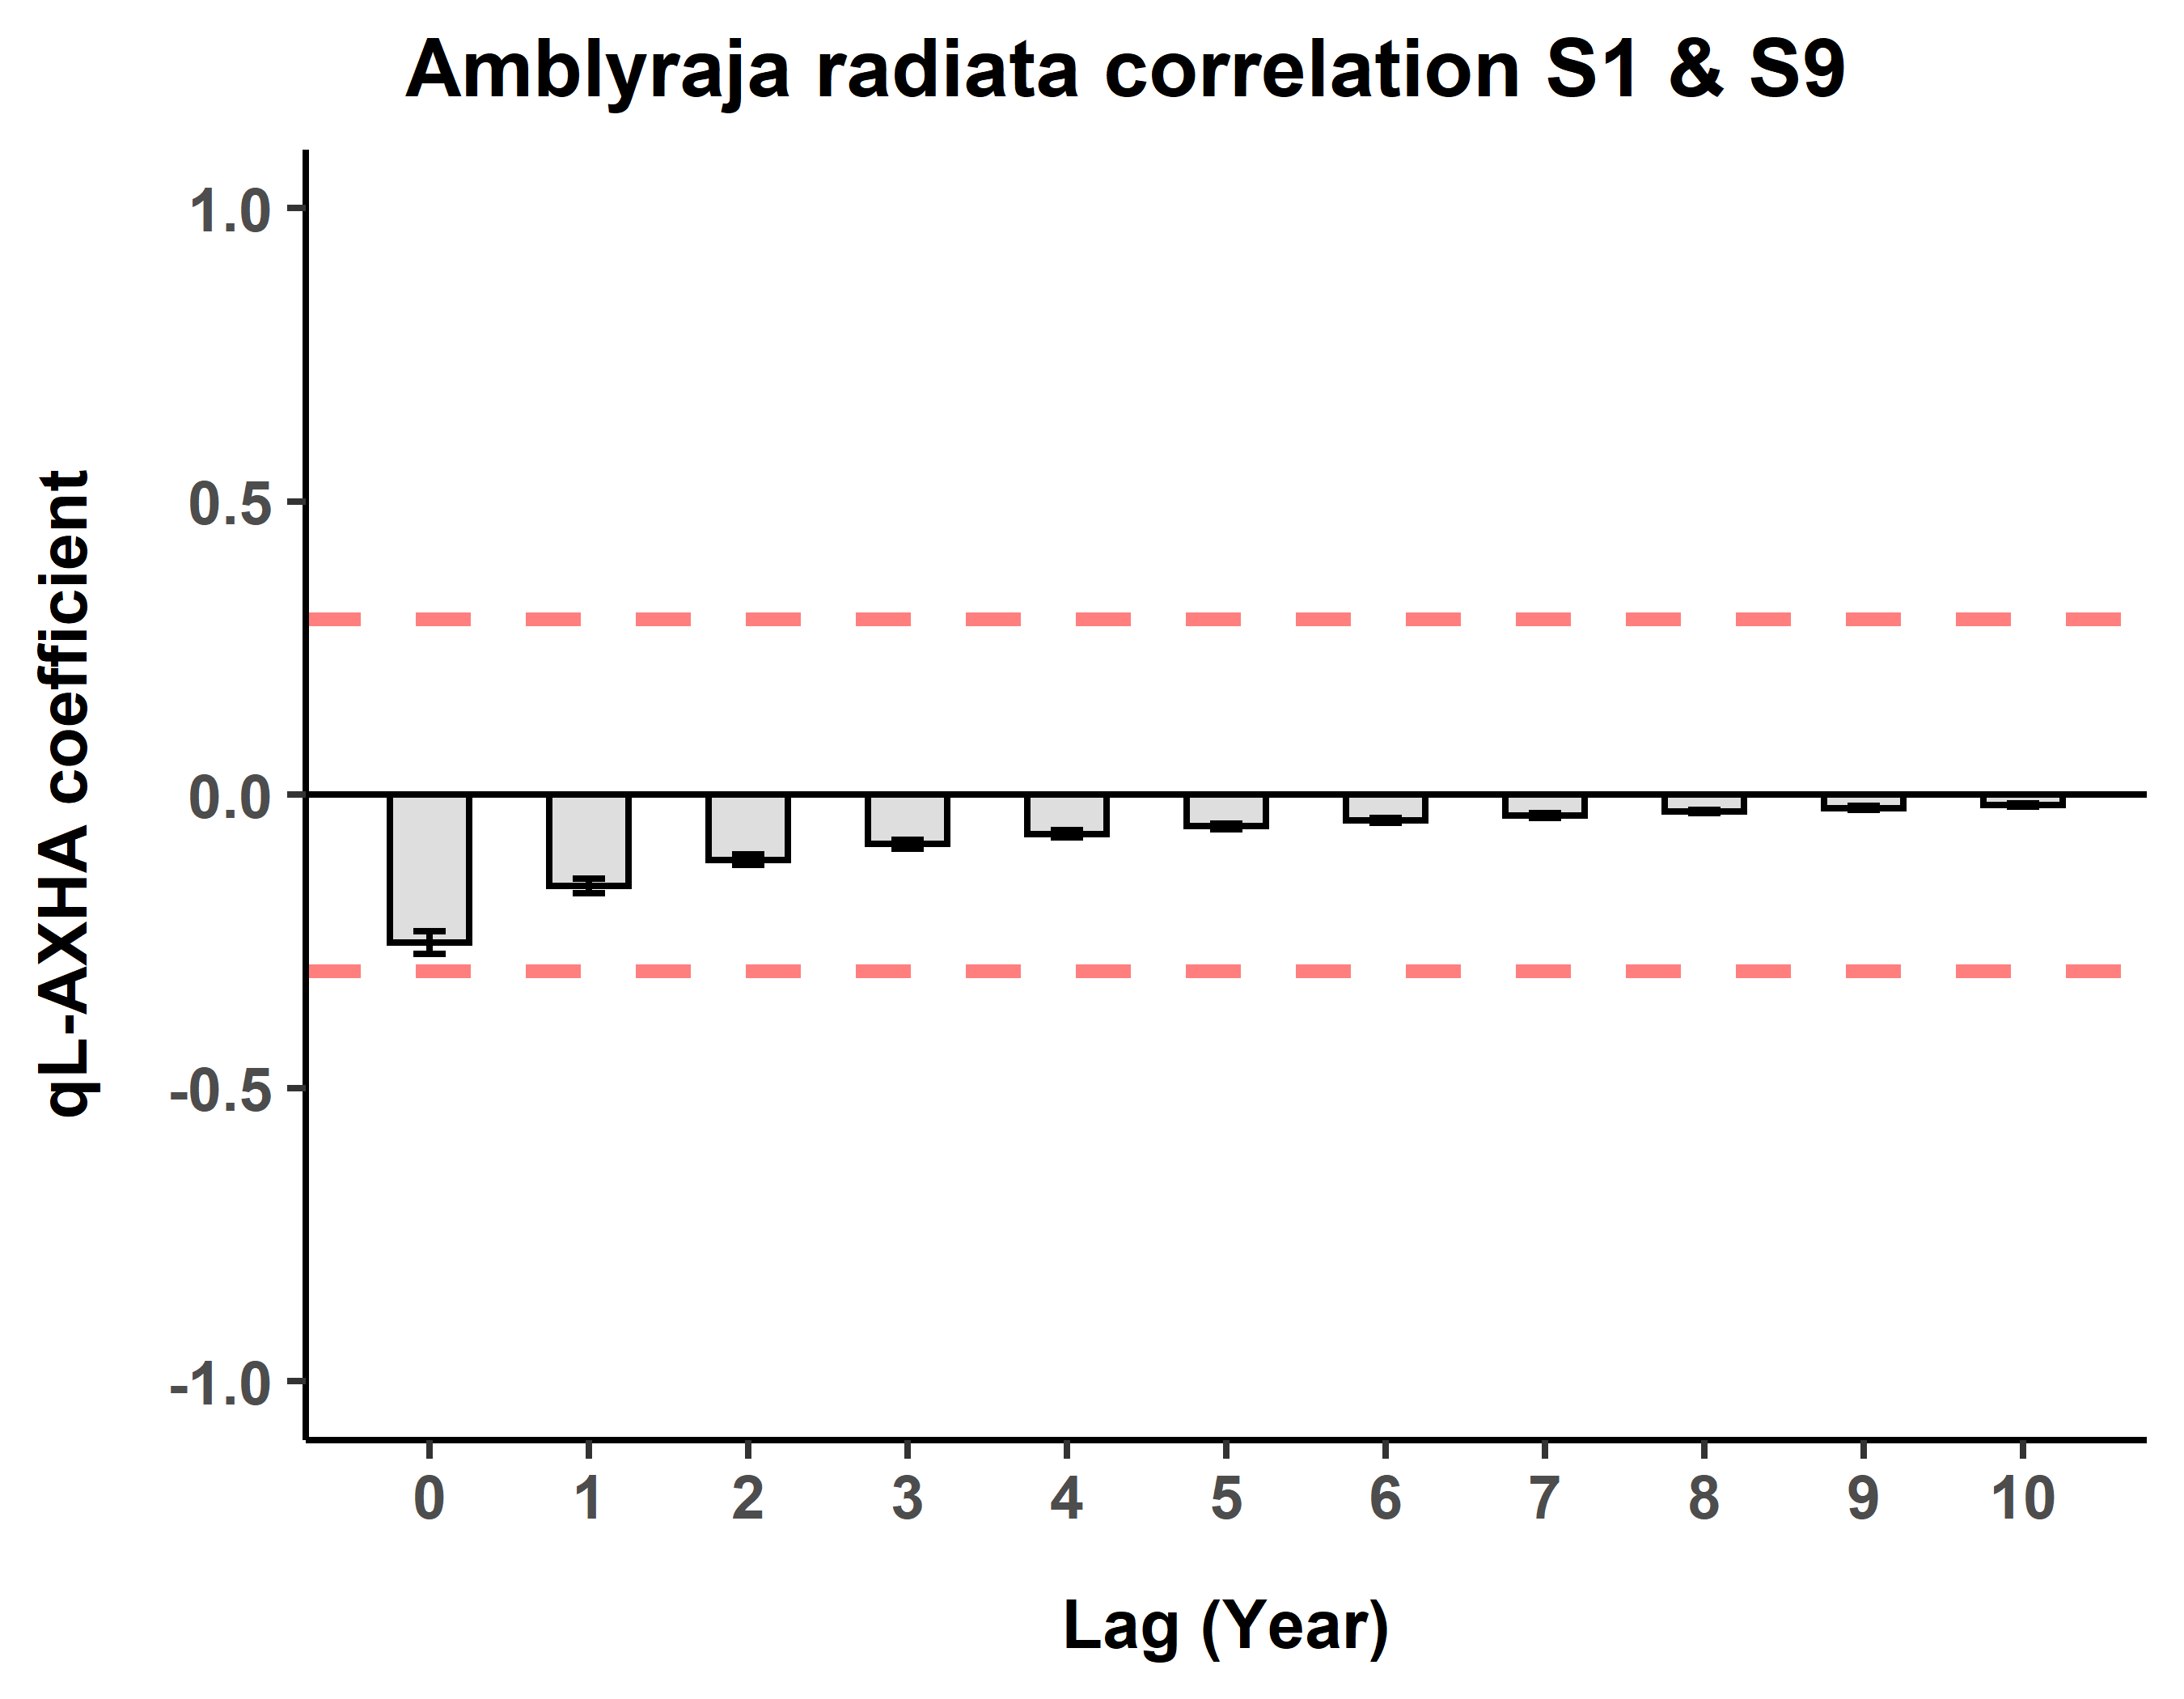 Amblyraja radiata correlation S1 & S9
qL-AXHA coefficient
1.0
0.5
0.0
-0.5
-1.0
0 1 2 3 4 5 6 7 8 9 10
Lag (Year)